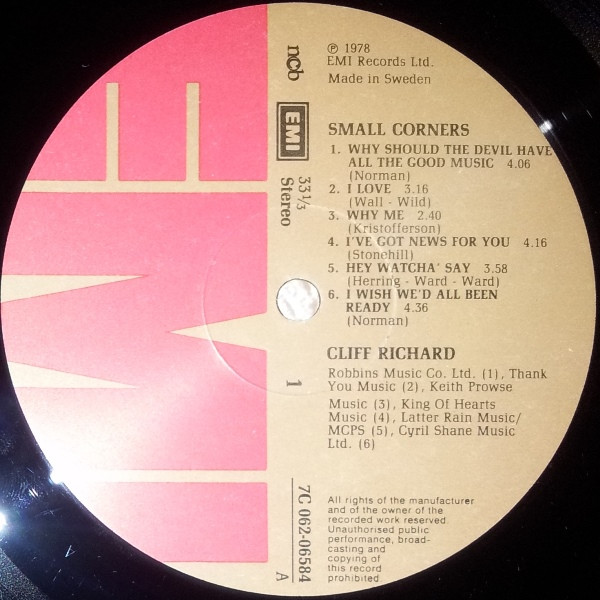 ℗ 1978
EMI Records Ltd.
Made in Sweden
ncb
EMI
33⅓
Stereo
SMALL CORNERS
1. WHY SHOULD THE DEVIL HAVE
ALL THE GOOD MUSIC 4.06
(Norman)
2. I LOVE 3.16
(Wall - Wild)
3. WHY ME 2.40
(Kristofferson)
4. I'VE GOT NEWS FOR YOU 4.16
(Stonehill)
5. HEY WATCHA' SAY 3.58
(Herring - Ward - Ward)
6. I WISH WE'D ALL BEEN
READY 4.36
(Norman)
CLIFF RICHARD
Robbins Music Co. Ltd. (1), Thank
You Music (2), Keith Prowse
Music (3), King Of Hearts
Music (4), Latter Rain Music/
MCPS (5), Cyril Shane Music
Ltd. (6)
1
7C 062-06584
A
All rights of the manufacturer
and of the owner of the
recorded work reserved.
Unauthorised public
performance, broad-
casting and
copying of
this record
prohibited.
EMI